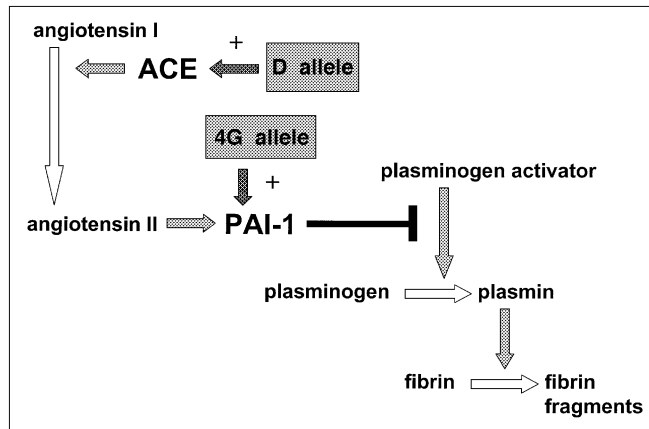 angiotensin I
+
ACE
D allele
4G allele
+
plasminogen activator
angiotensin II
PAI-1
plasminogen
plasmin
fibrin
fibrin
fragments